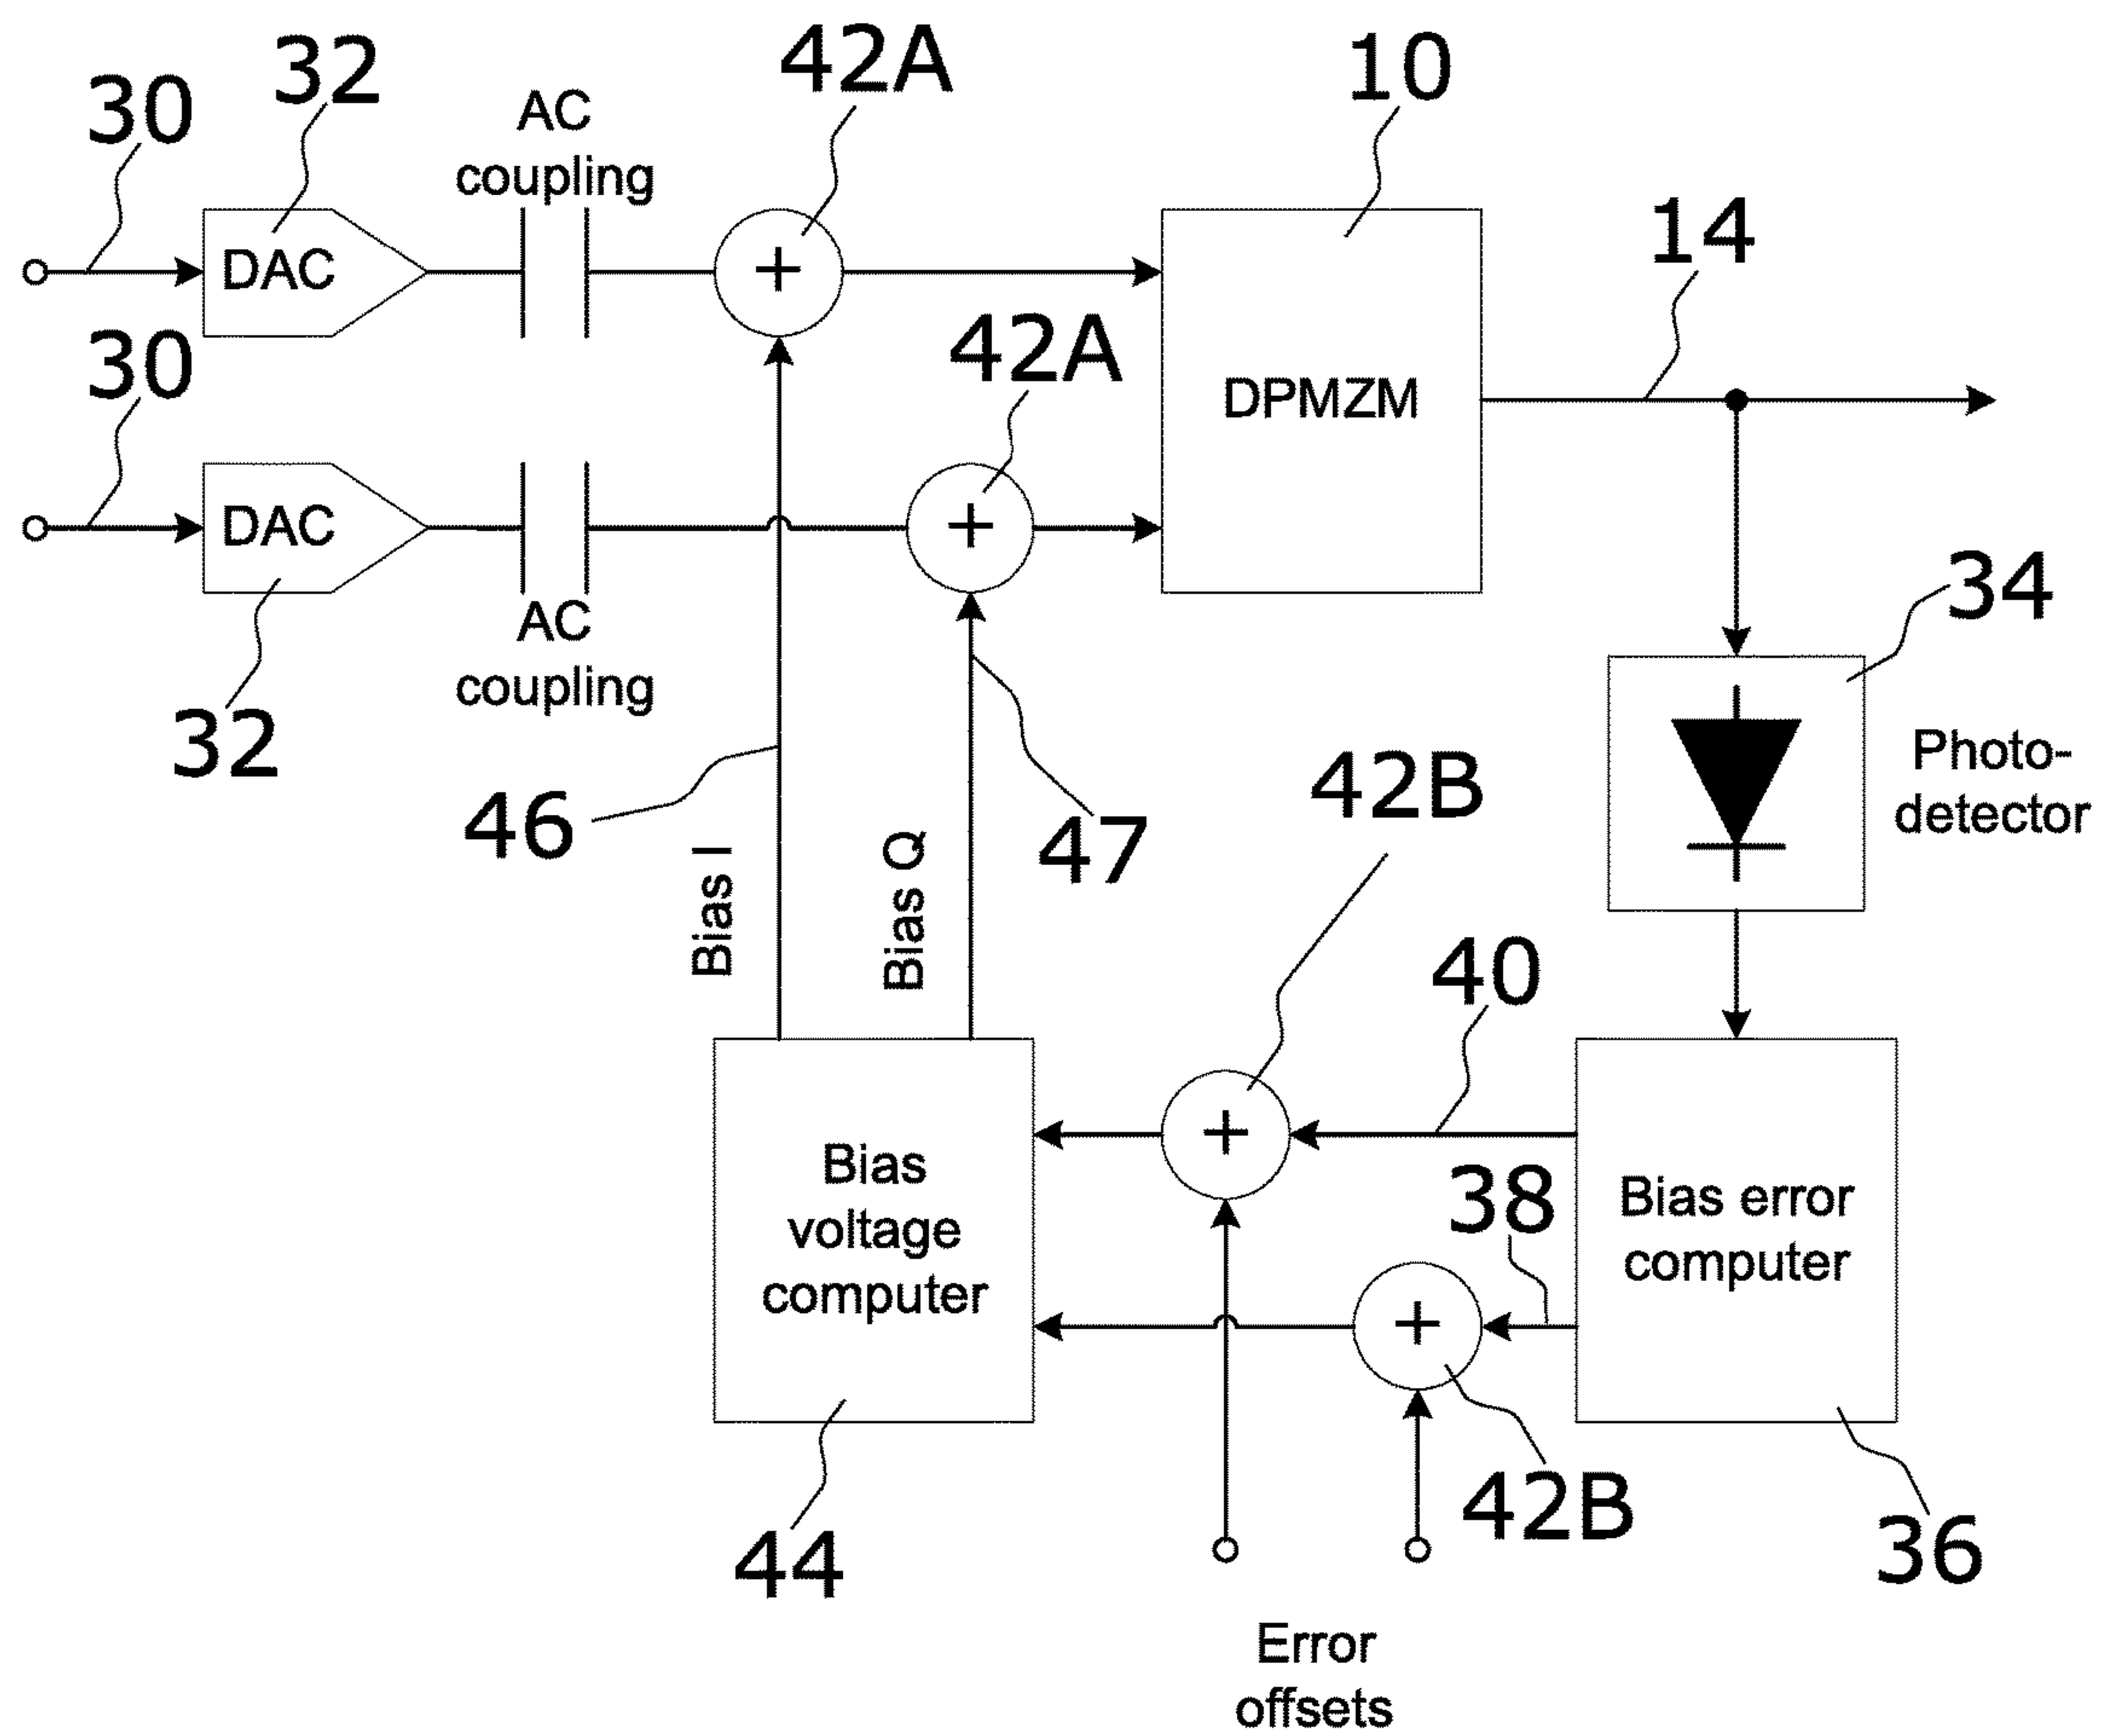 42A
32
10
30
AC
coupling
14
DAC
+
42A
30
DPMZM
DAC
+
34
AC
coupling
32
Photo-
detector
42B
46
47
Bias I
Bias Q
40
+
Bias
voltage
computer
38
Bias error
computer
+
42B
44
36
Error
offsets